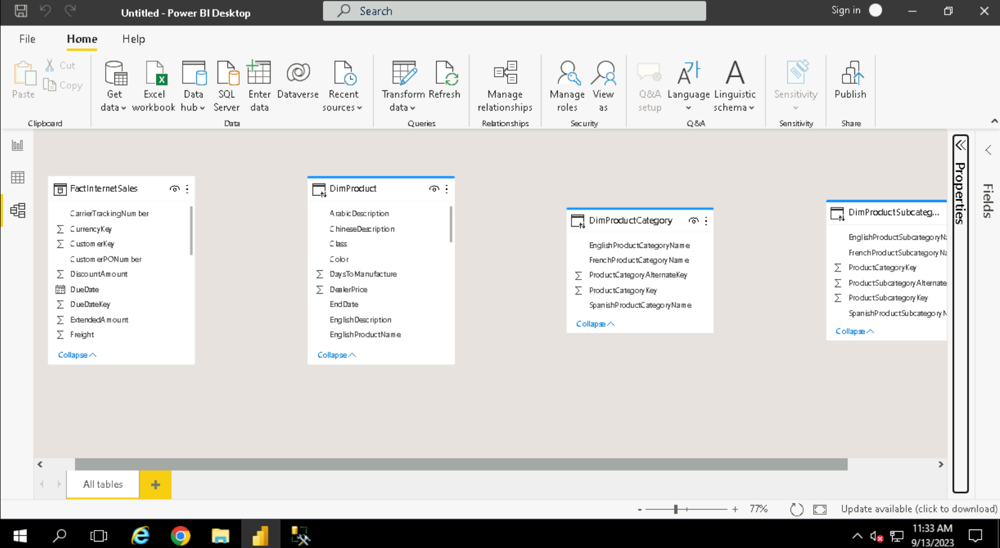 Untitled - Power BI Desktop
Search
Sign in
File
Home
Help
Paste
Cut
Copy
Clipboard
Get data
Excel workbook
Data hub
SQL Server
Enter data
Dataverse
Recent sources
Data
Transform data
Refresh
Queries
Manage relationships
Relationships
Manage roles
View as
Security
Q&A setup
Language
Linguistic schema
Q&A
Sensitivity
Sensitivity
Publish
Share
FactInternetSales
CarrierTrackingNumber
CurrencyKey
CustomerKey
CustomerPONumber
DiscountAmount
DueDate
DueDateKey
ExtendedAmount
Freight
Collapse
DimProduct
ArabicDescription
ChineseDescription
Class
Color
DaysToManufacture
DealerPrice
EndDate
EnglishDescription
EnglishProductName
Collapse
DimProductCategory
EnglishProductCategoryName
FrenchProductCategoryName
ProductCategoryAlternateKey
ProductCategoryKey
SpanishProductCategoryName
Collapse
DimProductSubcateg...
EnglishProductSubcategoryNa
FrenchProductSubcategoryNa
ProductCategoryKey
ProductSubcategoryAlternate
ProductSubcategoryKey
SpanishProductSubcategoryN
Collapse
Properties
Fields
All tables
+
- + 77%
Update available (click to download)
11:33 AM
9/13/2023